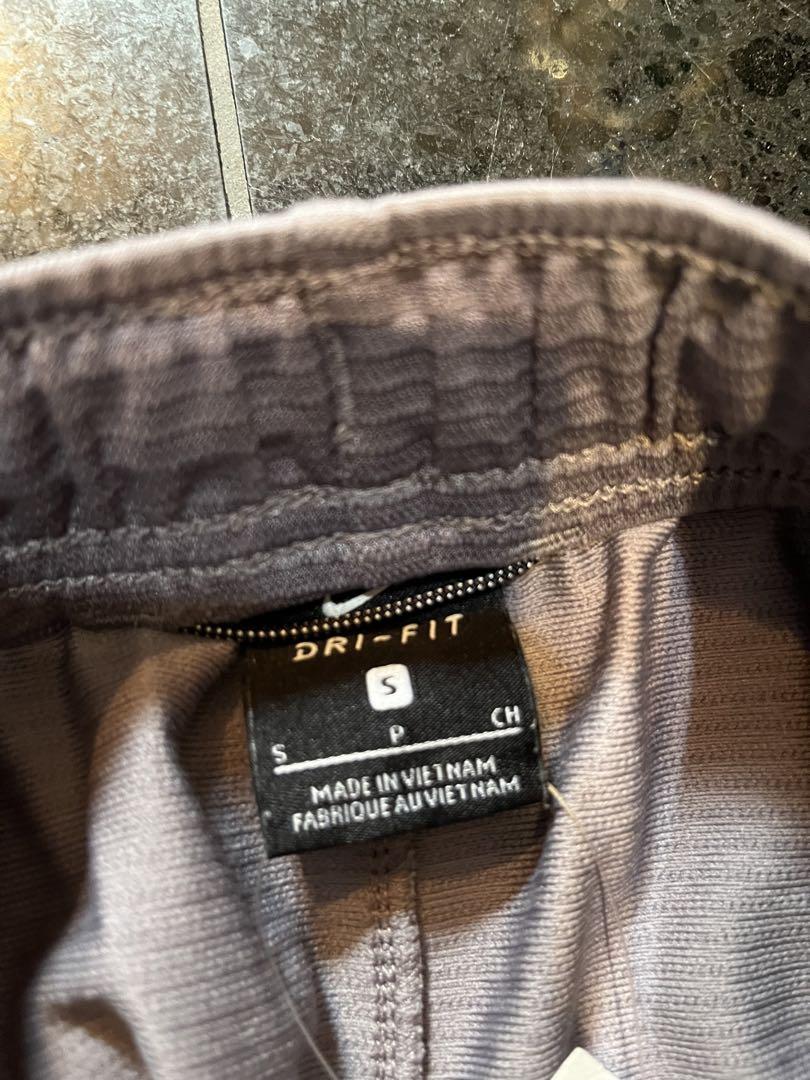 DRI-FIT
S
S P CH
MADE IN VIETNAM
FABRIQUE AU VIETNAM